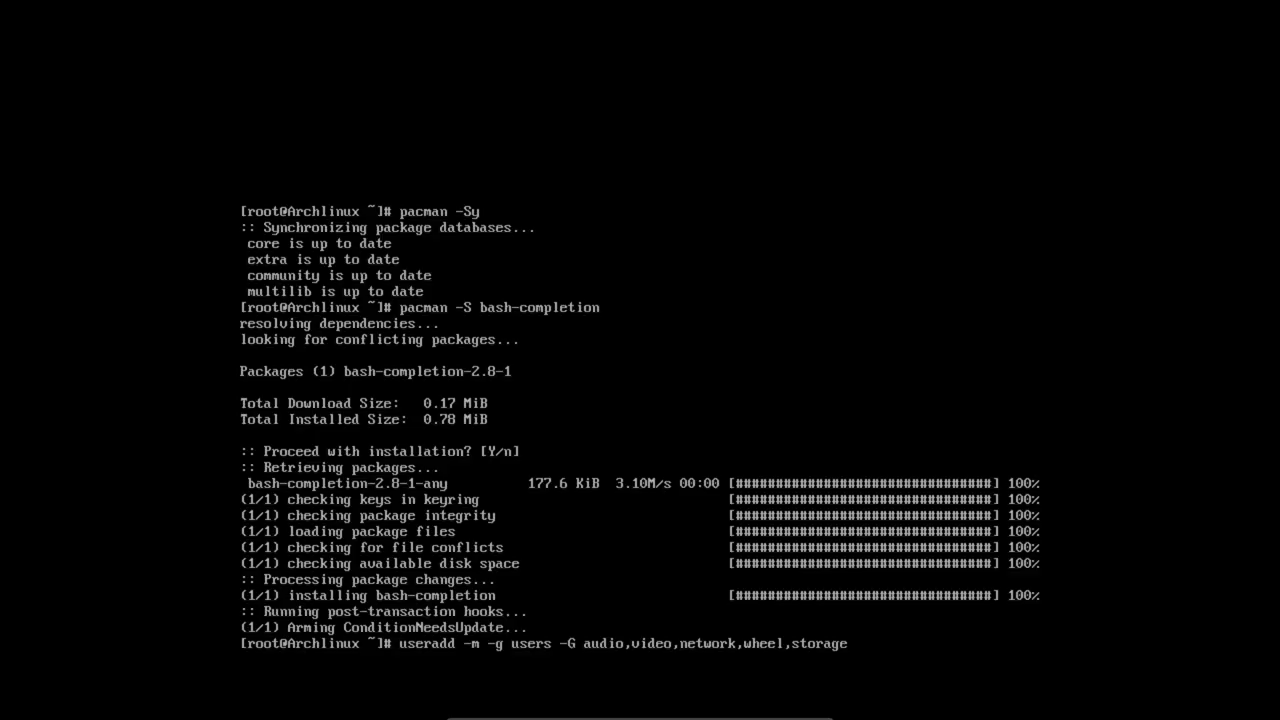 [root@Archlinux ~]# pacman -Sy
:: Synchronizing package databases...
 core is up to date
 extra is up to date
 community is up to date
 multilib is up to date
[root@Archlinux ~]# pacman -S bash-completion
resolving dependencies...
looking for conflicting packages...

Packages (1) bash-completion-2.8-1

Total Download Size:   0.17 MiB
Total Installed Size:  0.78 MiB

:: Proceed with installation? [Y/n]
:: Retrieving packages...
 bash-completion-2.8-1-any          177.6 KiB  3.10M/s 00:00 [################################] 100%
(1/1) checking keys in keyring                               [################################] 100%
(1/1) checking package integrity                             [################################] 100%
(1/1) loading package files                                  [################################] 100%
(1/1) checking for file conflicts                            [################################] 100%
(1/1) checking available disk space                          [################################] 100%
:: Processing package changes...
(1/1) installing bash-completion                             [################################] 100%
:: Running post-transaction hooks...
(1/1) Arming ConditionNeedsUpdate...
[root@Archlinux ~]# useradd -m -g users -G audio,video,network,wheel,storage